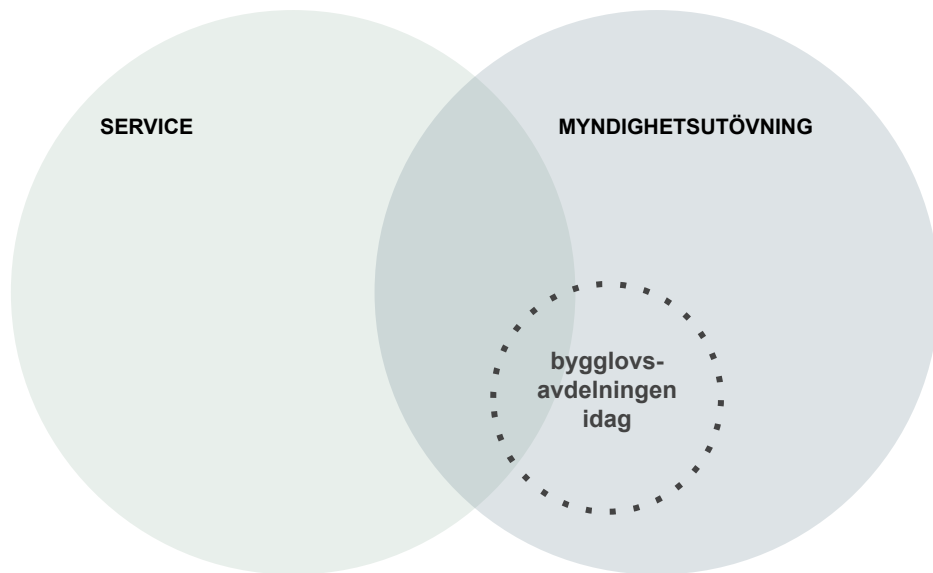 SERVICE
MYNDIGHETSUTÖVNING
bygglovs-
avdelningen
idag